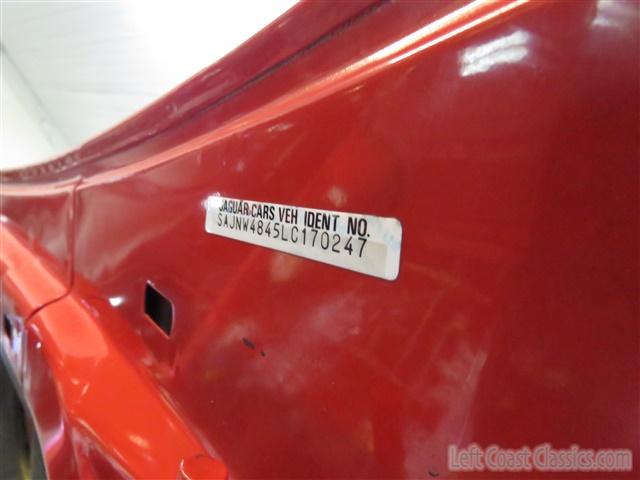 JAGUAR CARS VEH IDENT NO.
SAJNW4845LC170247
Left Coast Classics.com